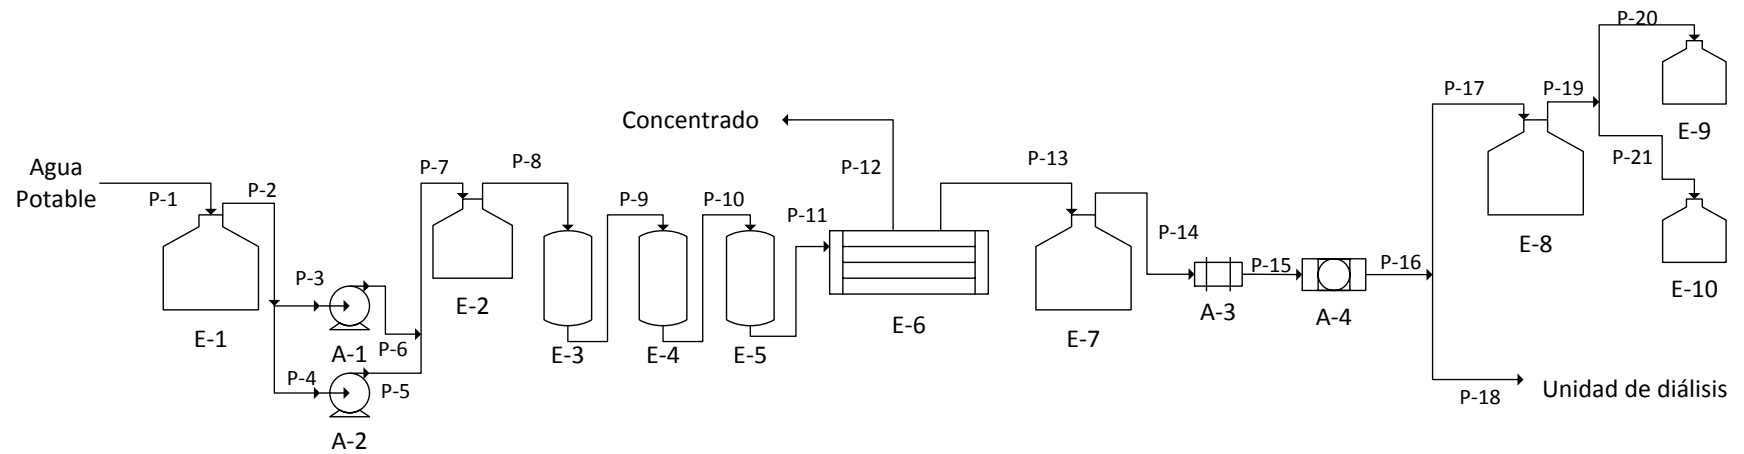 Agua
Potable
P-1
P-2
P-3
P-4
P-5
P-6
P-7
P-8
P-9
P-10
P-11
P-12
P-13
P-14
P-15
P-16
P-17
P-18
P-19
P-20
P-21
Concentrado
Unidad de diálisis
E-1
E-2
E-3
E-4
E-5
E-6
E-7
E-8
E-9
E-10
A-1
A-2
A-3
A-4